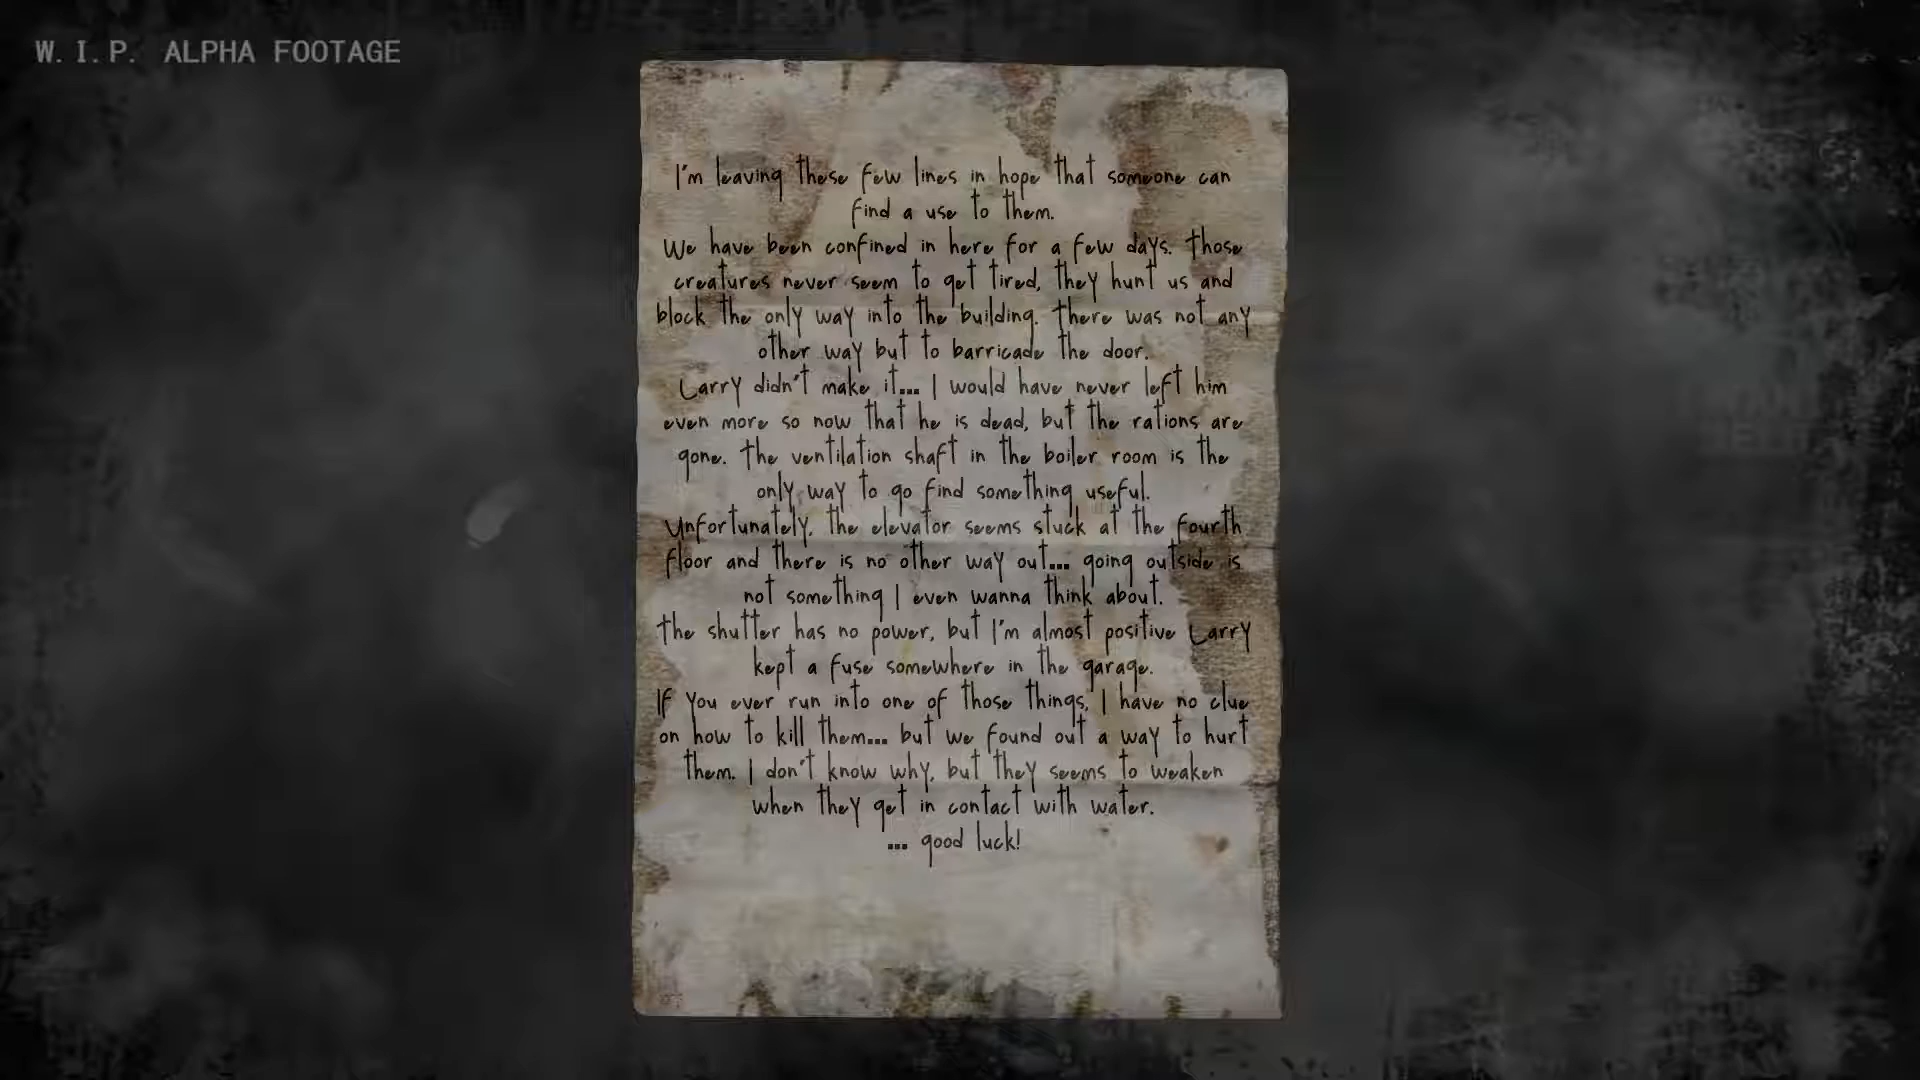 W.I.P. ALPHA FOOTAGE
I'm leaving these few lines in hope that someone can
find a use to them.
We have been confined in here for a few days. Those
creatures never seem to get tired, they hunt us and
block the only way into the building. There was not any
other way but to barricade the door.
Larry didn't make it... I would have never left him
even more so now that he is dead, but the rations are
gone. The ventilation shaft in the boiler room is the
only way to go find something useful.
Unfortunately, the elevator seems stuck at the fourth
floor and there is no other way out... going outside is
not something I even wanna think about.
The shutter has no power, but I'm almost positive Larry
kept a fuse somewhere in the garage.
If you ever run into one of those things, I have no clue
on how to kill them... but we found out a way to hurt
them. I don't know why, but they seems to weaken
when they get in contact with water.
... good luck!